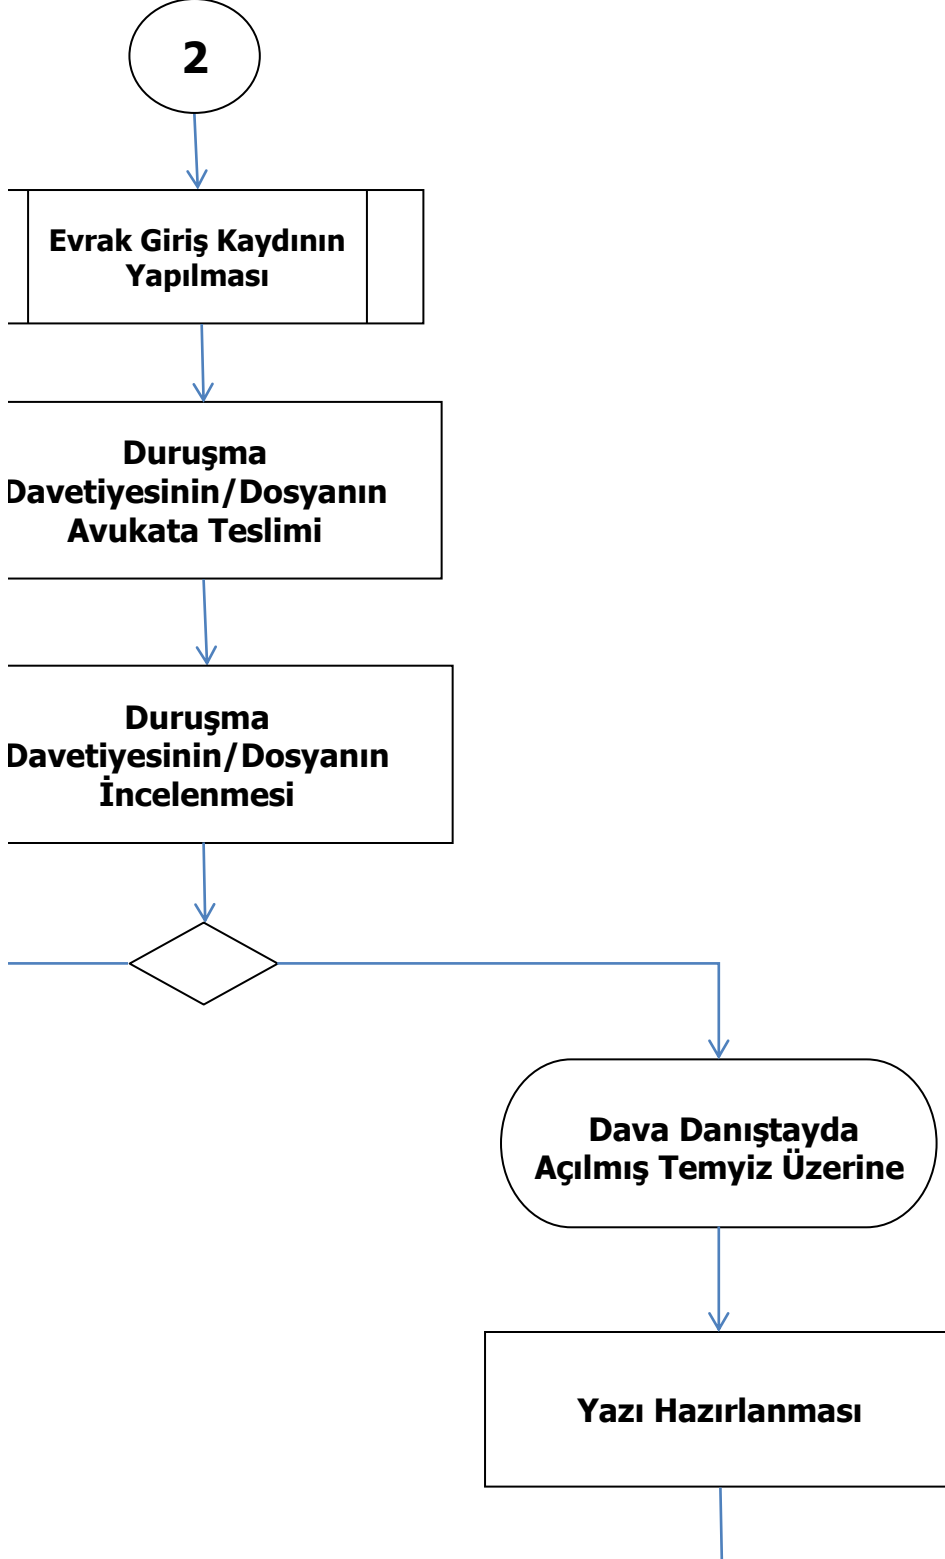 2
Evrak Giriş Kaydının
Yapılması
Duruşma
Davetiyesinin/Dosyanın
Avukata Teslimi
Duruşma
Davetiyesinin/Dosyanın
İncelenmesi
Dava Danıştayda
Açılmış Temyiz Üzerine
Yazı Hazırlanması